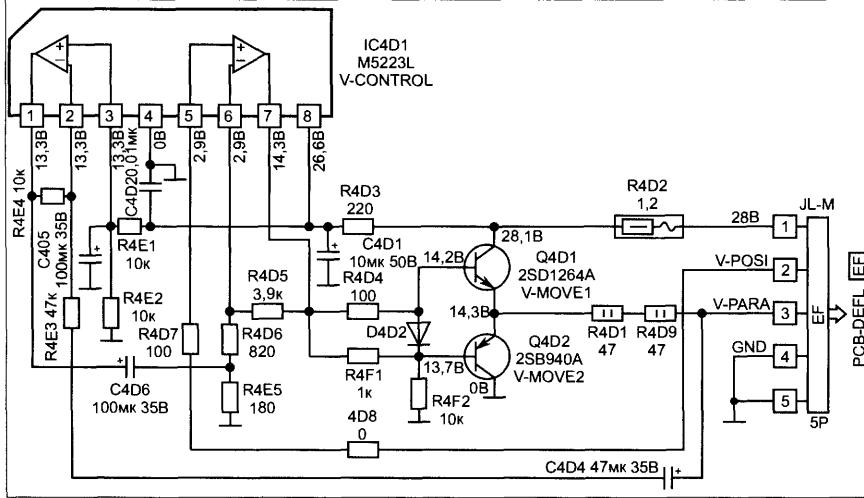 IC4D1
M5223L
V-CONTROL
+
−
+
−
1
2
3
4
5
6
7
8
13,3В
13,3В
13,3В
0В
2,9В
2,9В
14,3В
26,6В
R4E4 10к
C4D20,01мк
C405
100мк 35В
R4E1
10к
R4D3
220
C4D1
10мк 50В
R4D2
1,2
28В
JL-M
1
28,1В
14,2В
Q4D1
2SD1264A
V-MOVE1
V-POSI
2
R4E3 47к
R4E2
10к
R4D5
3,9к
R4D4
100
D4D2
14,3В
R4D1
47
R4D9
47
V-PARA
3
EF
EF
PCB-DEFL
R4D7
100
R4D6
820
R4F1
1к
13,7В
0В
Q4D2
2SB940A
V-MOVE2
GND
4
C4D6
100мк 35В
+
R4E5
180
R4F2
10к
5
5P
4D8
0
C4D4 47мк 35В
+